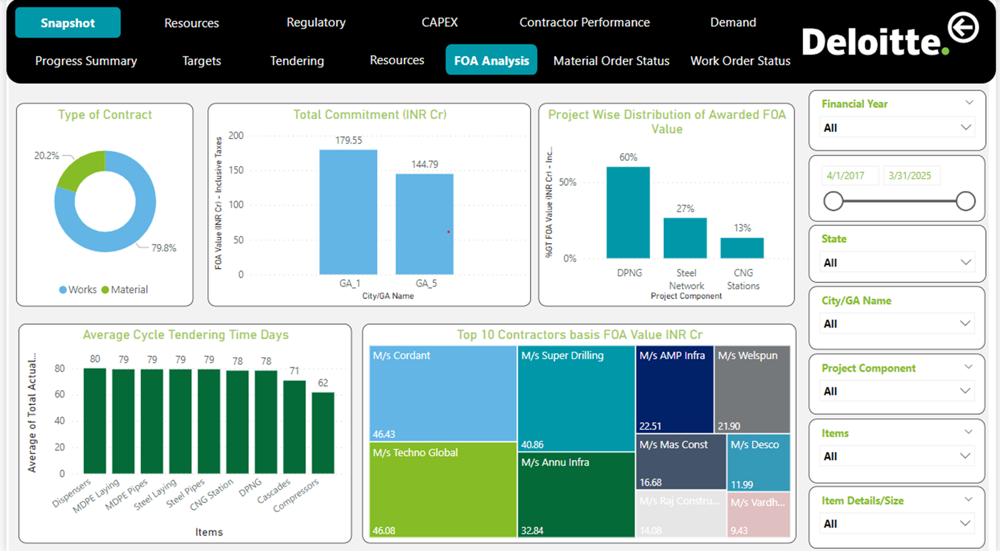 Snapshot
Resources
Regulatory
CAPEX
Contractor Performance
Demand
Deloitte.
Progress Summary
Targets
Tendering
Resources
FOA Analysis
Material Order Status
Work Order Status
Type of Contract
20.2%
79.8%
Works
Material
Total Commitment (INR Cr)
FOA Value (INR Cr) - Inclusive Taxes
200
150
100
50
0
179.55
144.79
GA_1
GA_5
City/GA Name
Project Wise Distribution of Awarded FOA
Value
%GT FOA Value (INR Cr) - Inc...
50%
0%
60%
27%
13%
DPNG
Steel
Network
CNG
Stations
Project Component
Financial Year
All
4/1/2017
3/31/2025
State
All
City/GA Name
All
Project Component
All
Items
All
Item Details/Size
All
Average Cycle Tendering Time Days
Average of Total Actual...
80
60
40
20
0
80
79
79
79
79
78
78
71
62
Dispensers
MDPE Laying
MDPE Pipes
Steel Laying
Steel Pipes
CNG Station
DPNG
Cascades
Compressors
Items
Top 10 Contractors basis FOA Value INR Cr
M/s Cordant
46.43
M/s Techno Global
46.08
M/s Super Drilling
40.86
M/s Annu Infra
32.84
M/s AMP Infra
22.51
M/s Welspun
21.90
M/s Mas Const
16.68
M/s Desco
11.99
M/s Raj Constru...
14.08
M/s Vardh...
9.43